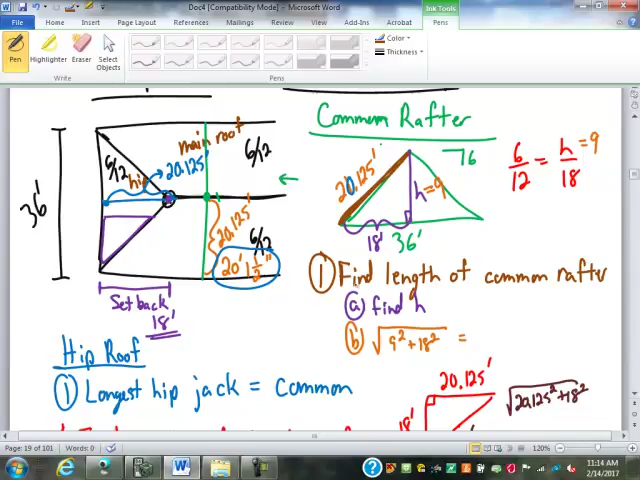 Doc4 [Compatibility Mode] - Microsoft Word
Ink Tools
File Home Insert Page Layout References Mailings Review View Acrobat Pens
Pen
Highlighter
Eraser
Select Objects
Color
Thickness
Write
Pens
Close
Common Rafter
main roof
6/12
6/12
20.125'
hip
36'
20.125'
6/12
20' 1 1/2"
Set back
18'
20.125'
h=9
18'
36'
6
6/12 = h/18 = 9
① Find length of common rafter
ⓐ find h
ⓑ √9²+18² =
Hip Roof
① Longest hip jack = Common
20.125'
√20.125²+18²
18'
Page: 19 of 101 Words: 0
120%
11:14 AM
2/14/2017